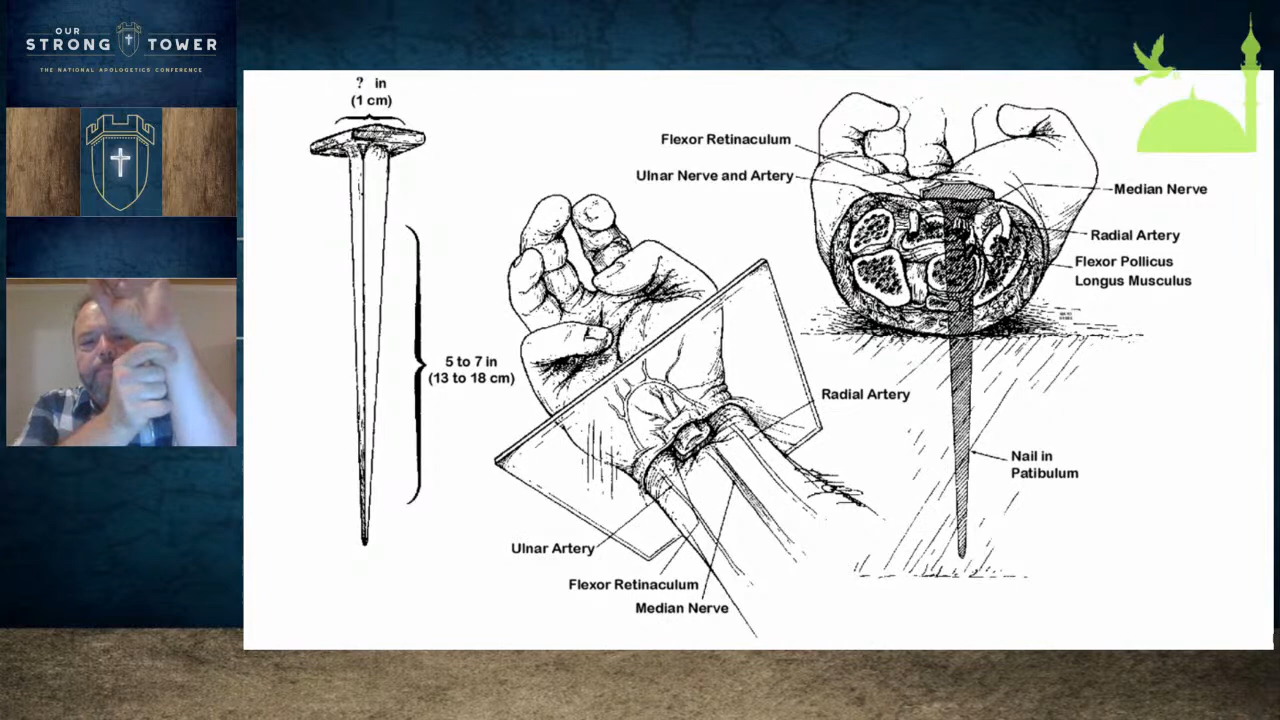 OUR
STRONG TOWER
THE NATIONAL APOLOGETICS CONFERENCE
? in
(1 cm)
5 to 7 in
(13 to 18 cm)
Flexor Retinaculum
Ulnar Nerve and Artery
Median Nerve
Radial Artery
Flexor Pollicus
Longus Musculus
Radial Artery
Nail in
Patibulum
Ulnar Artery
Flexor Retinaculum
Median Nerve